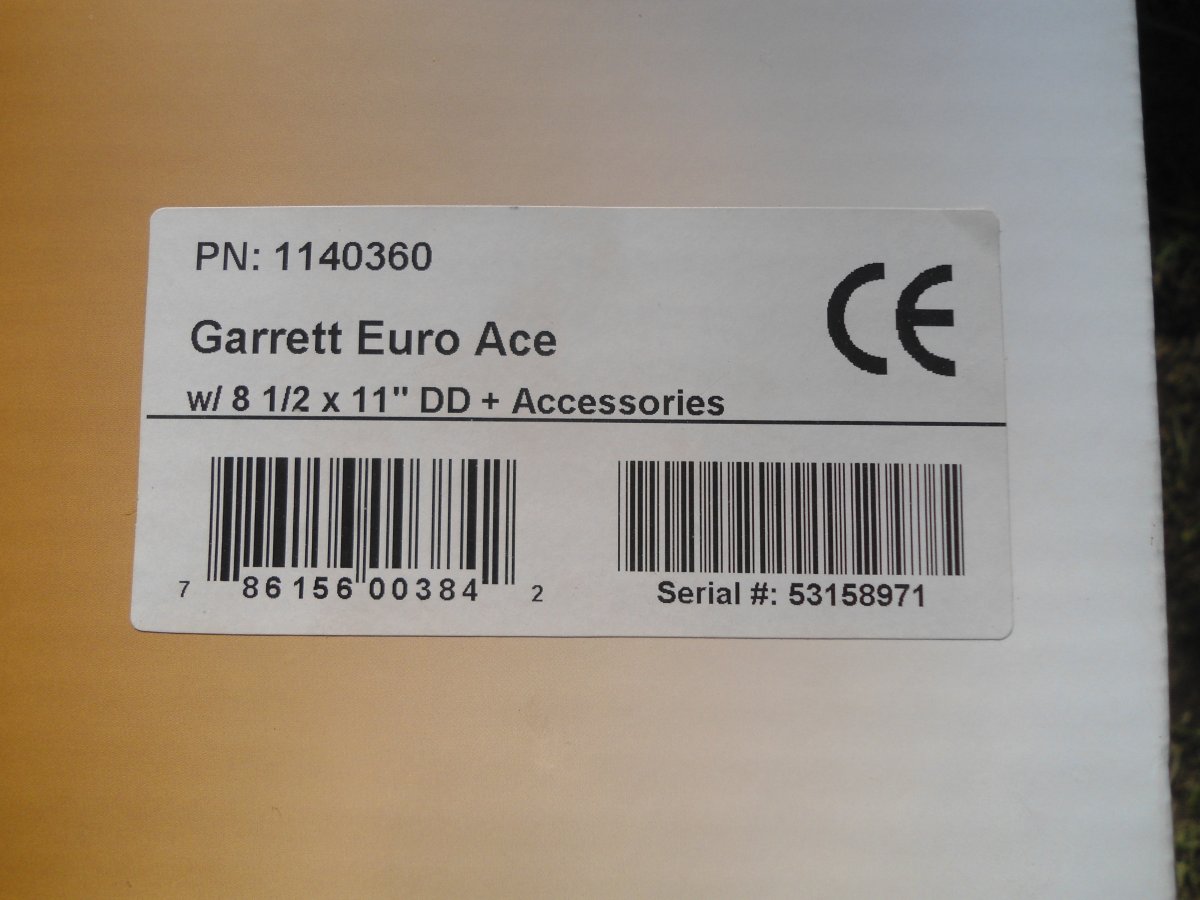 PN: 1140360
CE
Garrett Euro Ace
w/ 8 1/2 x 11" DD + Accessories
7 86156 00384 2
Serial #: 53158971